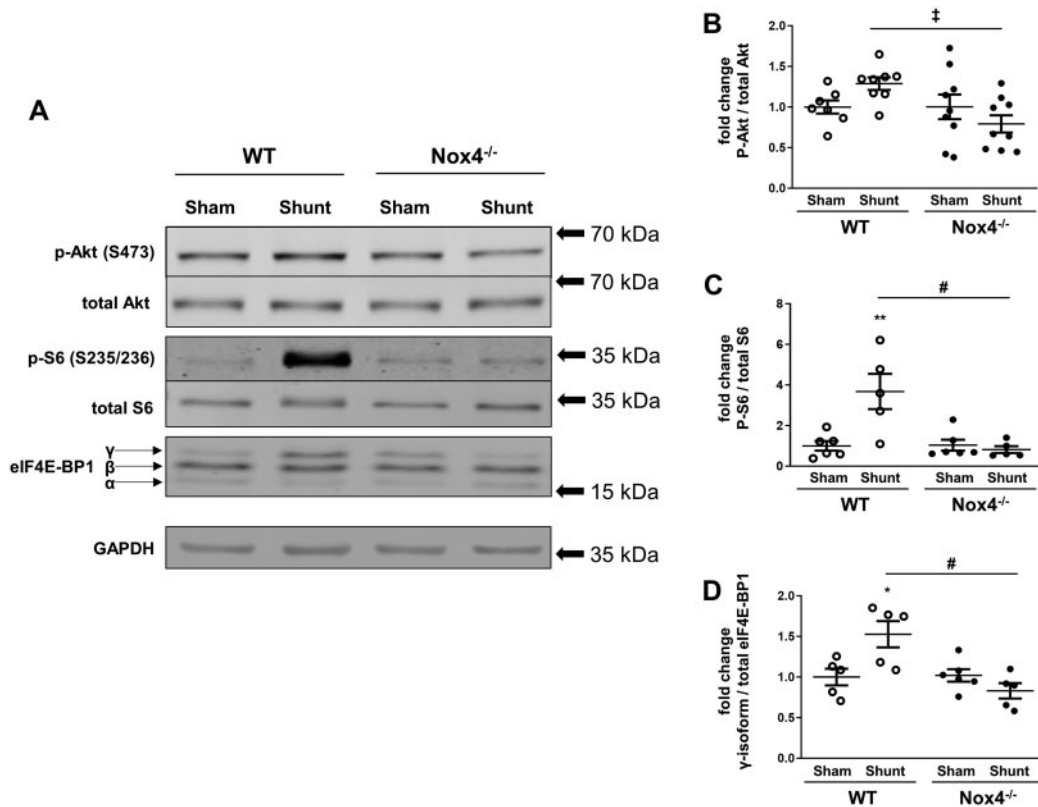 A
WT Nox4-/-
Sham Shunt Sham Shunt
p-Akt (S473) 70 kDa
total Akt 70 kDa
p-S6 (S235/236) 35 kDa
total S6 35 kDa
γ
eIF4E-BP1 β
α 15 kDa
GAPDH 35 kDa
B
‡
fold change
P-Akt / total Akt
2.0
1.5
1.0
0.5
0.0
Sham Shunt Sham Shunt
WT Nox4-/-
C
#
**
fold change
P-S6 / total S6
8
6
4
2
0
Sham Shunt Sham Shunt
WT Nox4-/-
D
#
*
fold change
γ-isoform / total eIF4E-BP1
2.0
1.5
1.0
0.5
0.0
Sham Shunt Sham Shunt
WT Nox4-/-